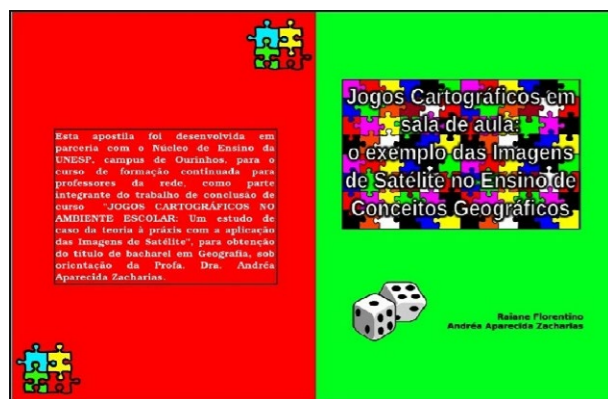 Esta apostila foi desenvolvida em
parceria com o Núcleo de Ensino da
UNESP, campus de Ourinhos, para o
curso de formação continuada para
professores da rede, como parte
integrante do trabalho de conclusão de
curso "JOGOS CARTOGRÁFICOS NO
AMBIENTE ESCOLAR: Um estudo de
caso da teoria à práxis com a aplicação
das Imagens de Satélite", para obtenção
do título de bacharel em Geografia, sob
orientação da Profa. Dra. Andréa
Aparecida Zacharias.
Jogos Cartográficos em
sala de aula:
o exemplo das Imagens
de Satélite no Ensino de
Conceitos Geográficos
Raiane Florentino
Andréa Aparecida Zacharias